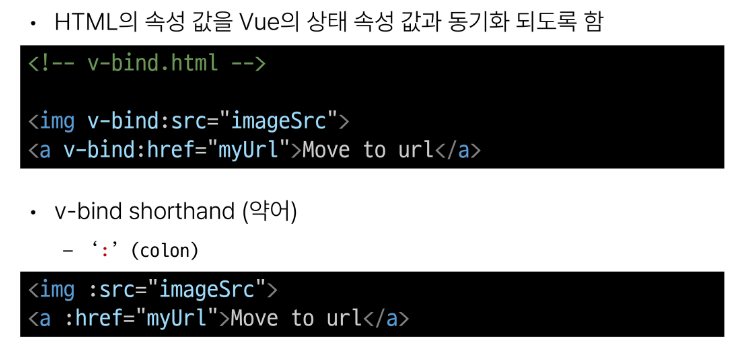 • HTML의 속성 값을 Vue의 상태 속성 값과 동기화 되도록 함
<!-- v-bind.html -->
<img v-bind:src="imageSrc">
<a v-bind:href="myUrl">Move to url</a>
• v-bind shorthand (약어)
– ‘:’ (colon)
<img :src="imageSrc">
<a :href="myUrl">Move to url</a>